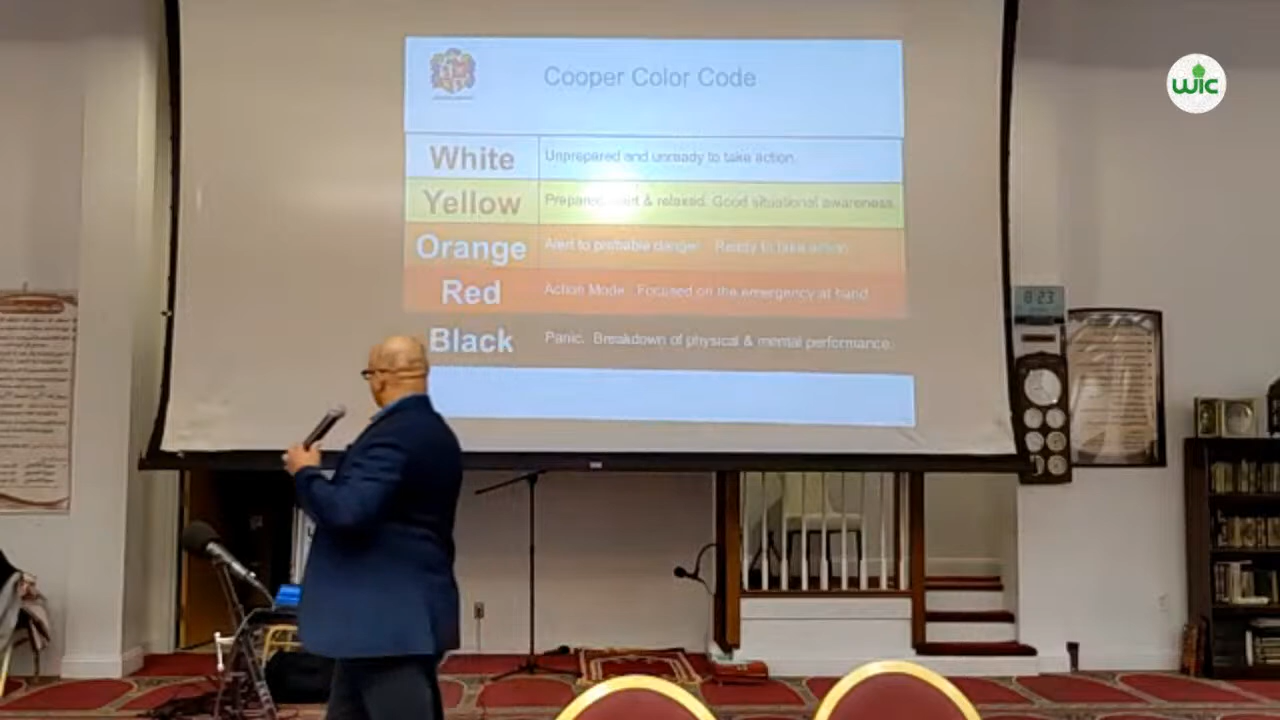 wic
Cooper Color Code
White Unprepared and unready to take action.
Yellow Prepared, alert & relaxed. Good situational awareness.
Orange Alert to probable danger. Ready to take action.
Red Action Mode. Focused on the emergency at hand.
Black Panic. Breakdown of physical & mental performance.
8:23